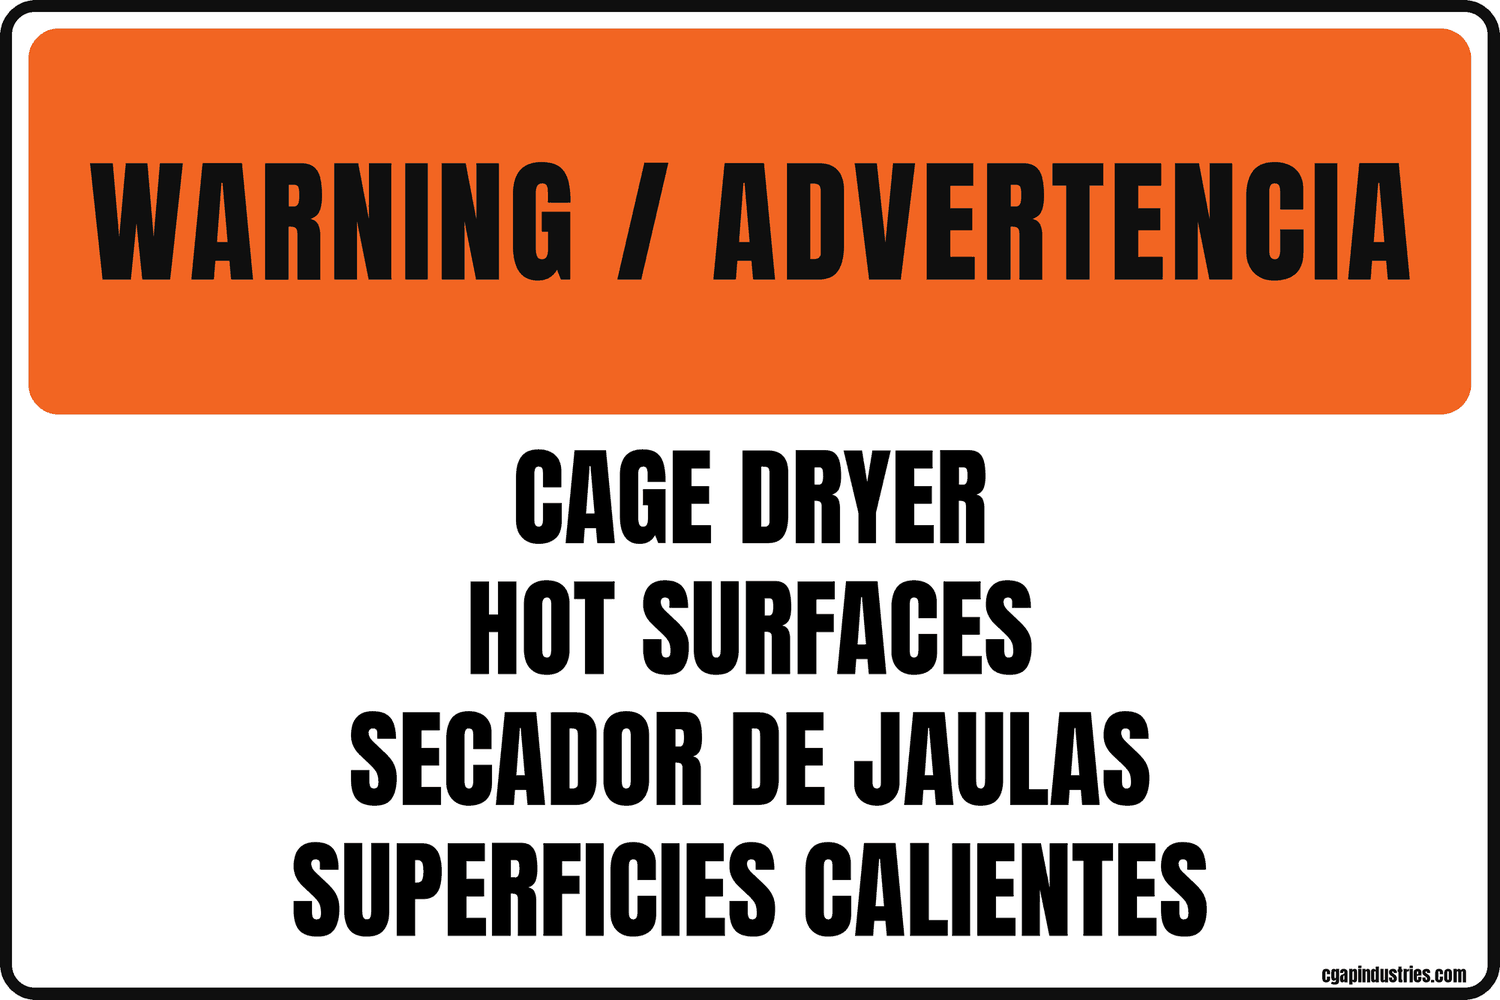 WARNING / ADVERTENCIA
CAGE DRYER
HOT SURFACES
SECADOR DE JAULAS
SUPERFICIES CALIENTES
cgapindustries.com